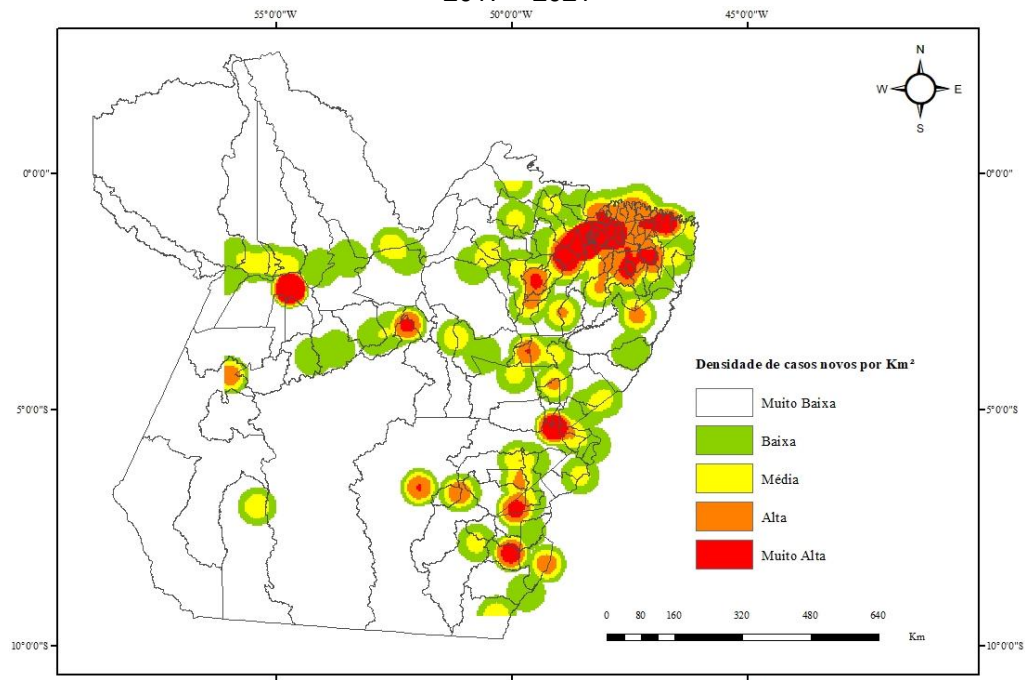 55°0'0"W 50°0'0"W 45°0'0"W
N
W E
S
0°0'0" 0°0'0"S
Densidade de casos novos por Km²
Muito Baixa
5°0'0"S 5°0'0"S
Baixa
Média
Alta
Muito Alta
0 80 160 320 480 640
Km
10°0'0"S 10°0'0"S